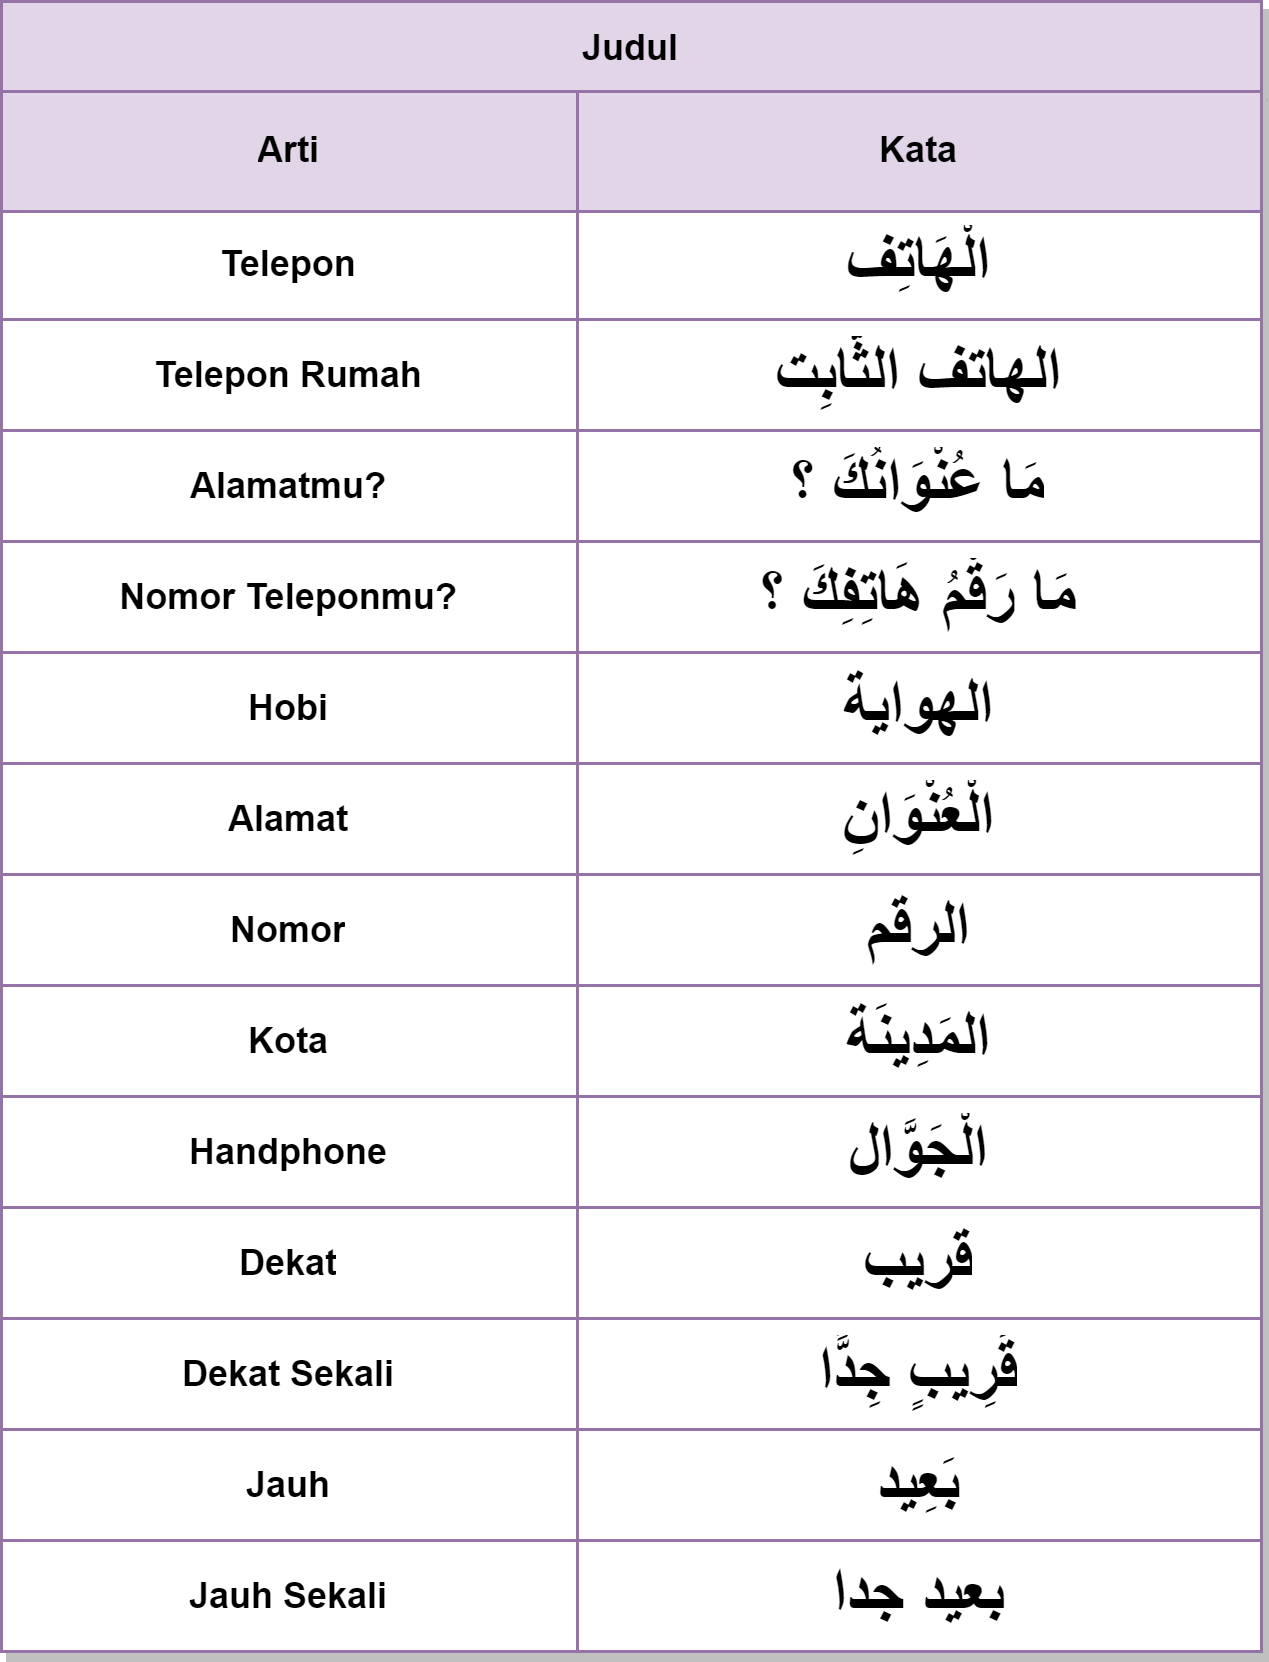 Judul
Arti	Kata
Telepon	الْهَاتِف
Telepon Rumah	الهاتف الثَّابِت
Alamatmu?	مَا عُنْوَانُكَ ؟
Nomor Teleponmu?	مَا رَقْمُ هَاتِفِكَ ؟
Hobi	الهواية
Alamat	الْعُنْوَانِ
Nomor	الرقم
Kota	المَدِينَة
Handphone	الْجَوَّال
Dekat	قريب
Dekat Sekali	قَرِيبٍ جِدَّا
Jauh	بَعِيد
Jauh Sekali	بعيد جدا